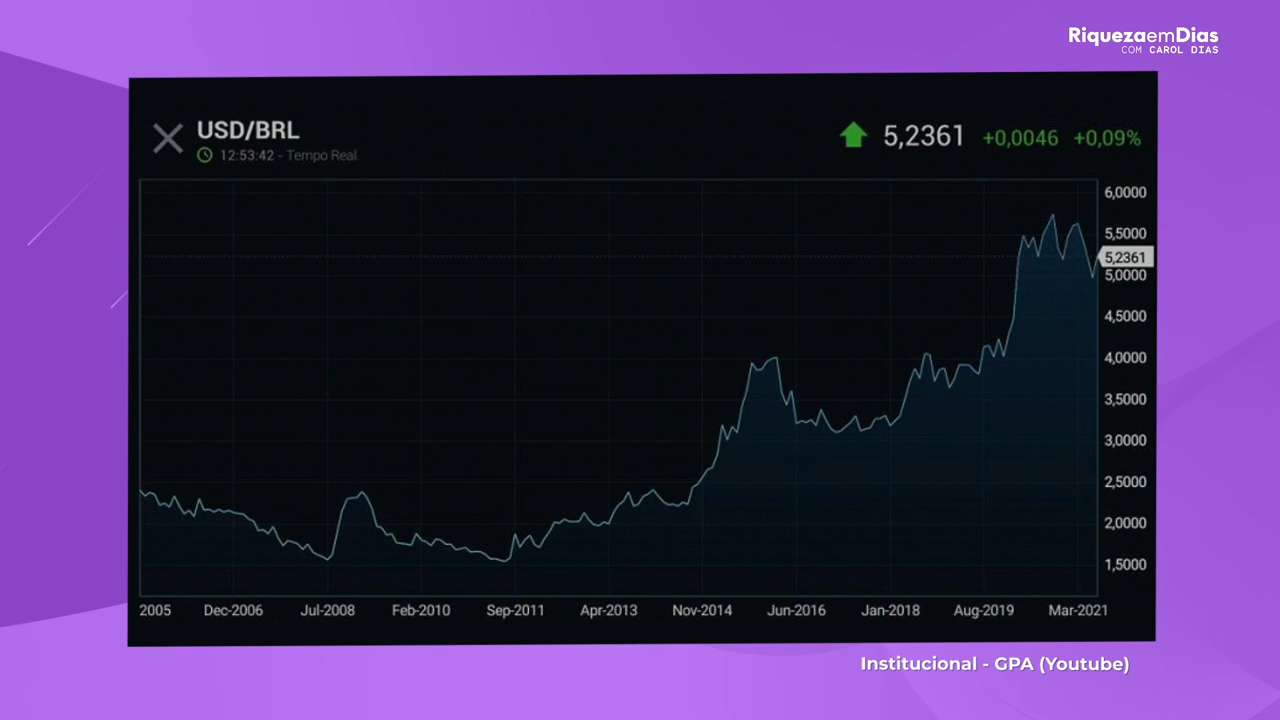 RiquezaemDias
COM CAROL DIAS
USD/BRL
12:53:42 - Tempo Real
5,2361 +0,0046 +0,09%
6,0000
5,5000
5,2361
5,0000
4,5000
4,0000
3,5000
3,0000
2,5000
2,0000
1,5000
2005 Dec-2006 Jul-2008 Feb-2010 Sep-2011 Apr-2013 Nov-2014 Jun-2016 Jan-2018 Aug-2019 Mar-2021
Institucional - GPA (Youtube)